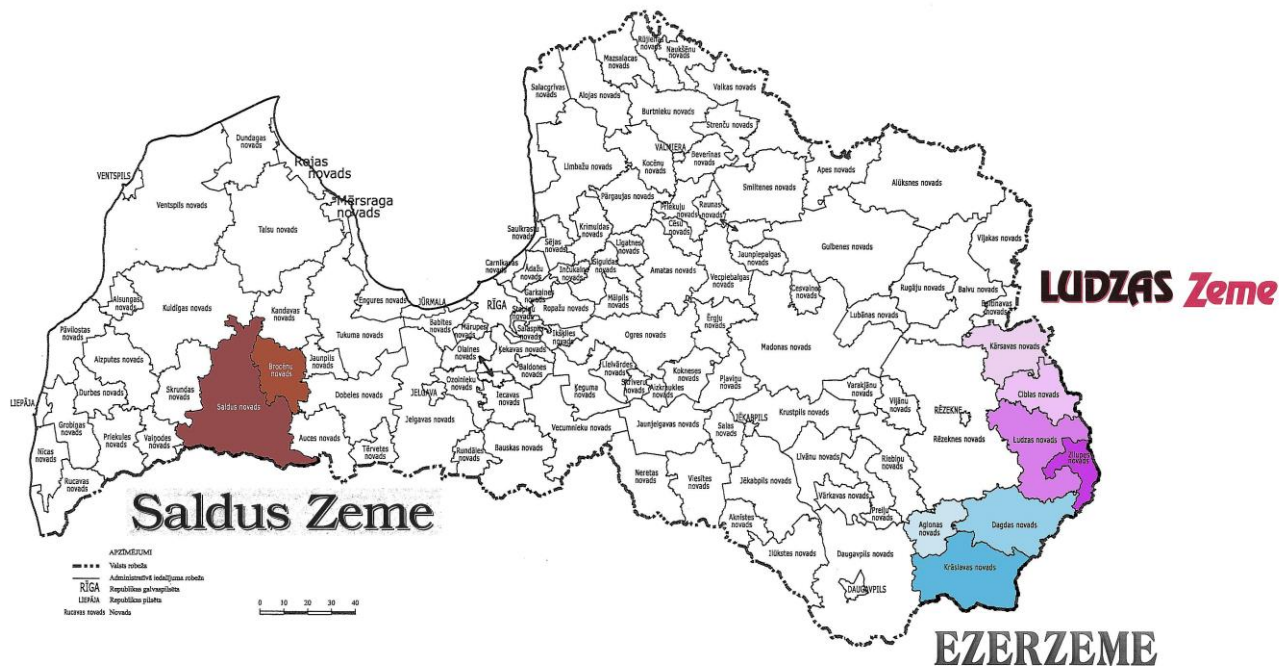 Rūjienas
novads
Naukšēnu
novads
Mazsalacas
novads
Salacgrīvas
novads
Alojas novads
Valkas novads
Burtnieku novads
Strenču novads
Dundagas
novads
Rojas
novads
VALMIERA
Beverīnas
novads
Kocēnu
novads
Limbažu novads
Apes novads
Alūksnes novads
VENTSPILS
Mērsraga
novads
Smiltenes novads
Ventspils novads
Pārgaujas novads
Priekuļu
novads
Raunas
novads
Talsu novads
Saulkrastu
novads
Krimuldas
novads
Cēsu
novads
Sējas
novads
Līgatnes
novads
Gulbenes novads
Viļakas novads
Jaunpiepalgas
novads
Carnikavas
novads
Ādažu
novads
Inčukalna
novads
Siguldas
novads
Amatas novads
Vecpiebalgas
novads
Cesvaines
novads
Rugāju novads
Balvu novads
Baltinavas
novads
LUDZAS Zeme
Alsungas
novads
Kuldīgas novads
Kandavas
novads
Engures novads
JŪRMALA
RĪGA
Garkalnes
novads
Ropažu novads
Mālpils
novads
Ērgļu
novads
Lubānas
novads
Pāvilostas
novads
Tukuma novads
Babītes
novads
Mārupes
novads
Stopiņu
novads
Salaspils
novads
Ikšķiles
novads
Ogres novads
Madonas novads
Kārsavas
novads
Aizputes novads
Brocēnu
novads
Jaunpils
novads
Olaines
novads
Ķekavas novads
Baldones
novads
Lielvārdes
novads
Kokneses
novads
Pļaviņu
novads
Varakļānu
novads
Viļānu
novads
RĒZEKNE
Ciblas novads
Durbes novads
Skrundas
novads
Saldus novads
Dobeles novads
JELGAVA
Ozolnieku
novads
Iecavas
novads
Ķeguma
novads
Skrīveru
novads
Aizkraukles
novads
LIEPĀJA
Grobiņas
novads
Priekules
novads
Vaiņodes
novads
Auces novads
Tērvetes
novads
Jelgavas novads
Rundāles
novads
Bauskas novads
Vecumnieku novads
Jaunjelgavas novads
Salas
novads
JĒKABPILS
Krustpils novads
Rēzeknes novads
Ludzas novads
Zilupes
novads
Nīcas
novads
Rucavas
novads
Neretas
novads
Viesītes
novads
Jēkabpils novads
Līvānu novads
Riebiņu
novads
Vārkavas
novads
Preiļu
novads
Aknīstes
novads
Aglonas
novads
Dagdas novads
Ilūkstes novads
Daugavpils novads
DAUGAVPILS
Krāslavas novads
Saldus Zeme
EZERZEME
APZĪMĒJUMI
Valsts robeža
Administratīvā iedalījuma robeža
RĪGA Republikas galvaspilsēta
LIEPĀJA Republikas pilsēta
Rucavas novads Novads
0 10 20 30 40